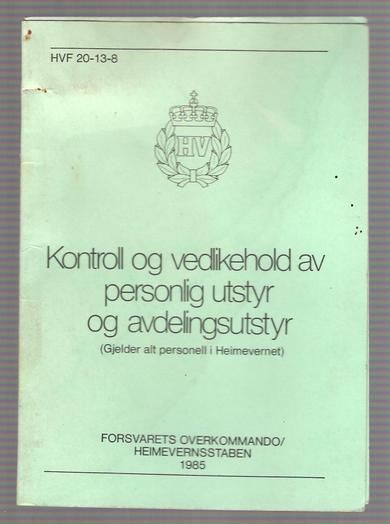 HVF 20-13-8
HV
Kontroll og vedlikehold av
personlig utstyr
og avdelingsutstyr
(Gjelder alt personell i Heimevernet)
FORSVARETS OVERKOMMANDO/
HEIMEVERNSSTABEN
1985